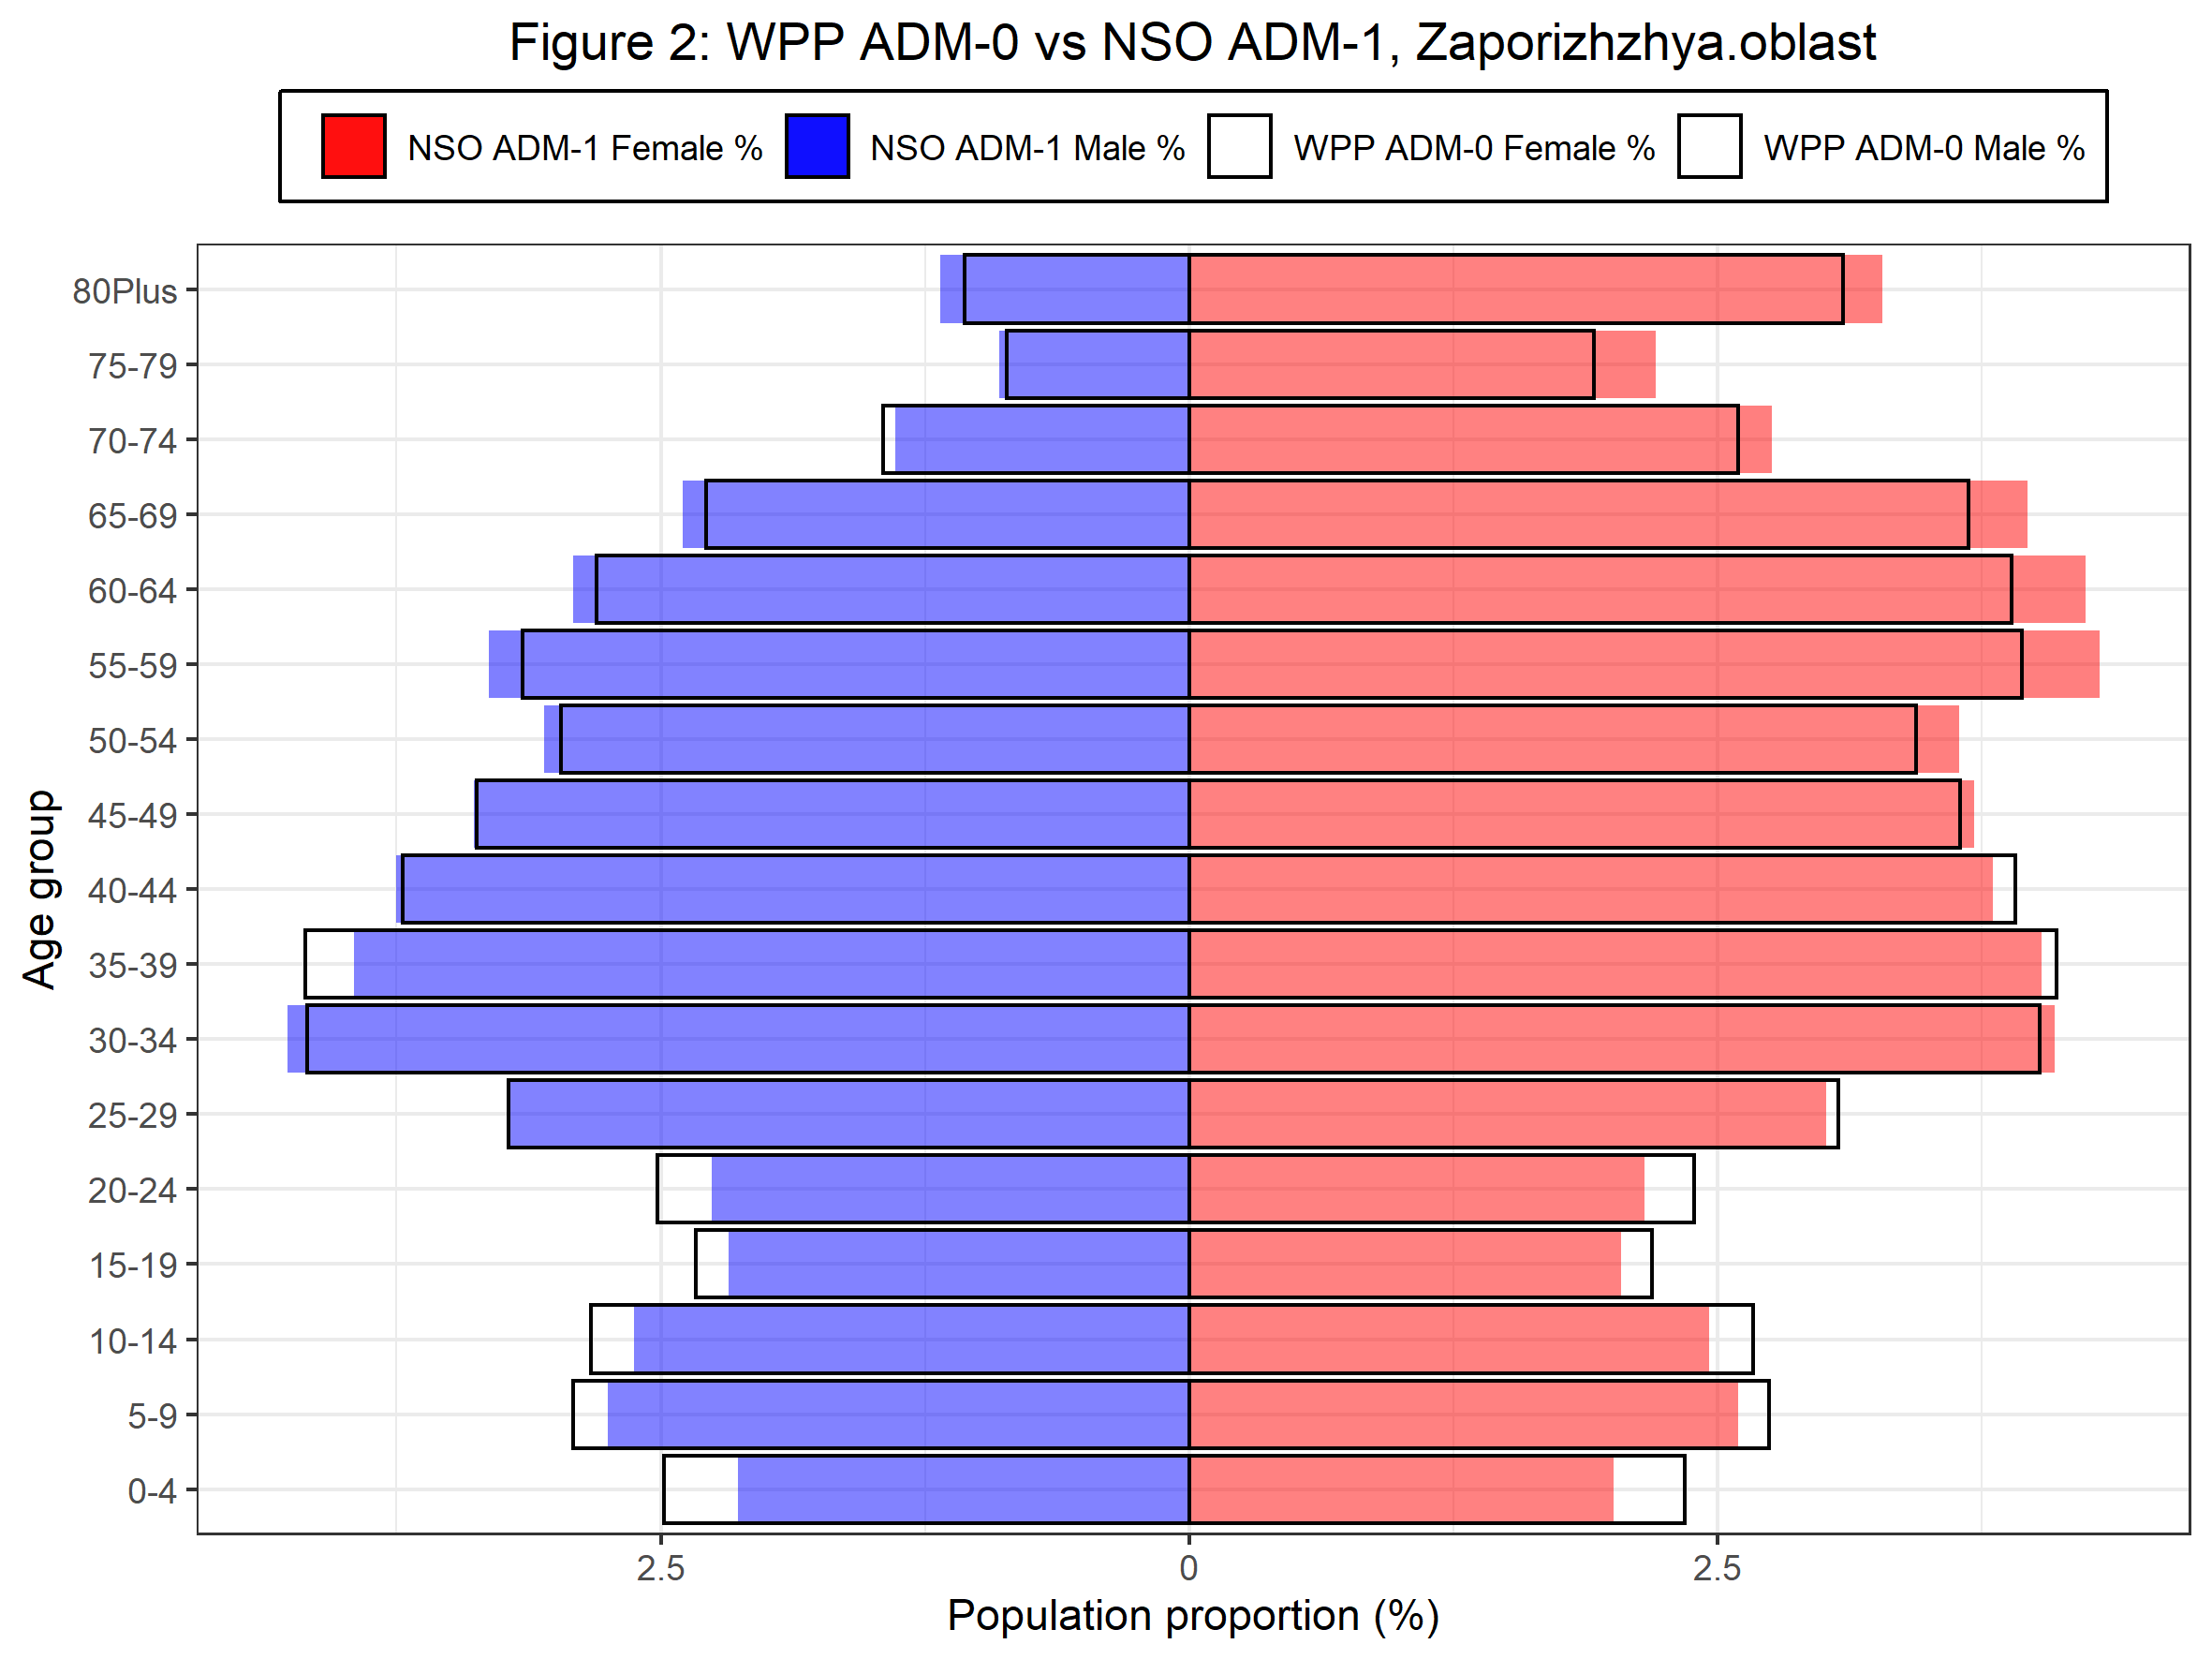 Figure 2: WPP ADM-0 vs NSO ADM-1, Zaporizhzhya.oblast
NSO ADM-1 Female % NSO ADM-1 Male % WPP ADM-0 Female % WPP ADM-0 Male %
80Plus
75-79
70-74
65-69
60-64
55-59
50-54
45-49
40-44
35-39
30-34
25-29
20-24
15-19
10-14
5-9
0-4
Age group
2.5 0 2.5
Population proportion (%)